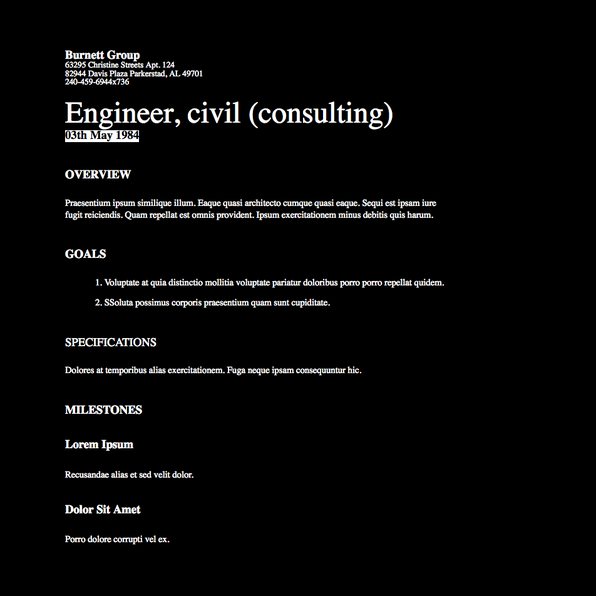 Burnett Group
63295 Christine Streets Apt. 124
82944 Davis Plaza Parkerstad, AL 49701
240-459-6944x736
Engineer, civil (consulting)
03th May 1984
OVERVIEW
Praesentium ipsum similique illum. Eaque quasi architecto cumque quasi eaque. Sequi est ipsam iure
fugit reiciendis. Quam repellat est omnis provident. Ipsum exercitationem minus debitis quis harum.
GOALS
1. Voluptate at quia distinctio mollitia voluptate pariatur doloribus porro porro repellat quidem.
2. SSoluta possimus corporis praesentium quam sunt cupiditate.
SPECIFICATIONS
Dolores at temporibus alias exercitationem. Fuga neque ipsam consequuntur hic.
MILESTONES
Lorem Ipsum
Recusandae alias et sed velit dolor.
Dolor Sit Amet
Porro dolore corrupti vel ex.